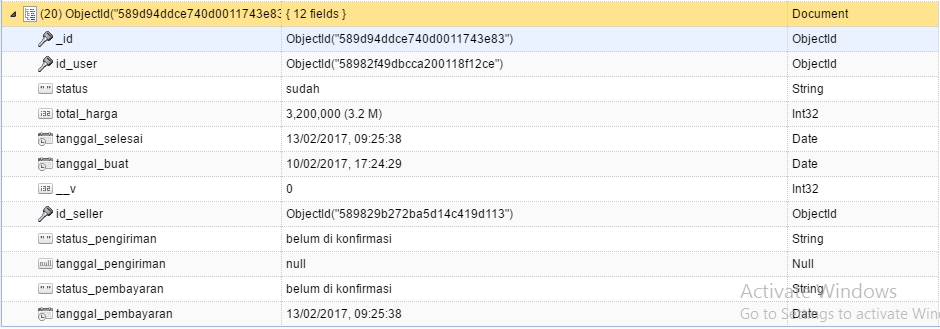 (20) ObjectId("589d94ddce740d0011743e83 { 12 fields } Document
_id ObjectId("589d94ddce740d0011743e83") ObjectId
id_user ObjectId("58982f49dbcca200118f12ce") ObjectId
" " status sudah String
i32 total_harga 3,200,000 (3.2 M) Int32
tanggal_selesai 13/02/2017, 09:25:38 Date
tanggal_buat 10/02/2017, 17:24:29 Date
i32 __v 0 Int32
id_seller ObjectId("589829b272ba5d14c419d113") ObjectId
" " status_pengiriman belum di konfirmasi String
null tanggal_pengiriman null Null
" " status_pembayaran belum di konfirmasi String
tanggal_pembayaran 13/02/2017, 09:25:38 Date
Activate Windows
Go to Settings to activate Win